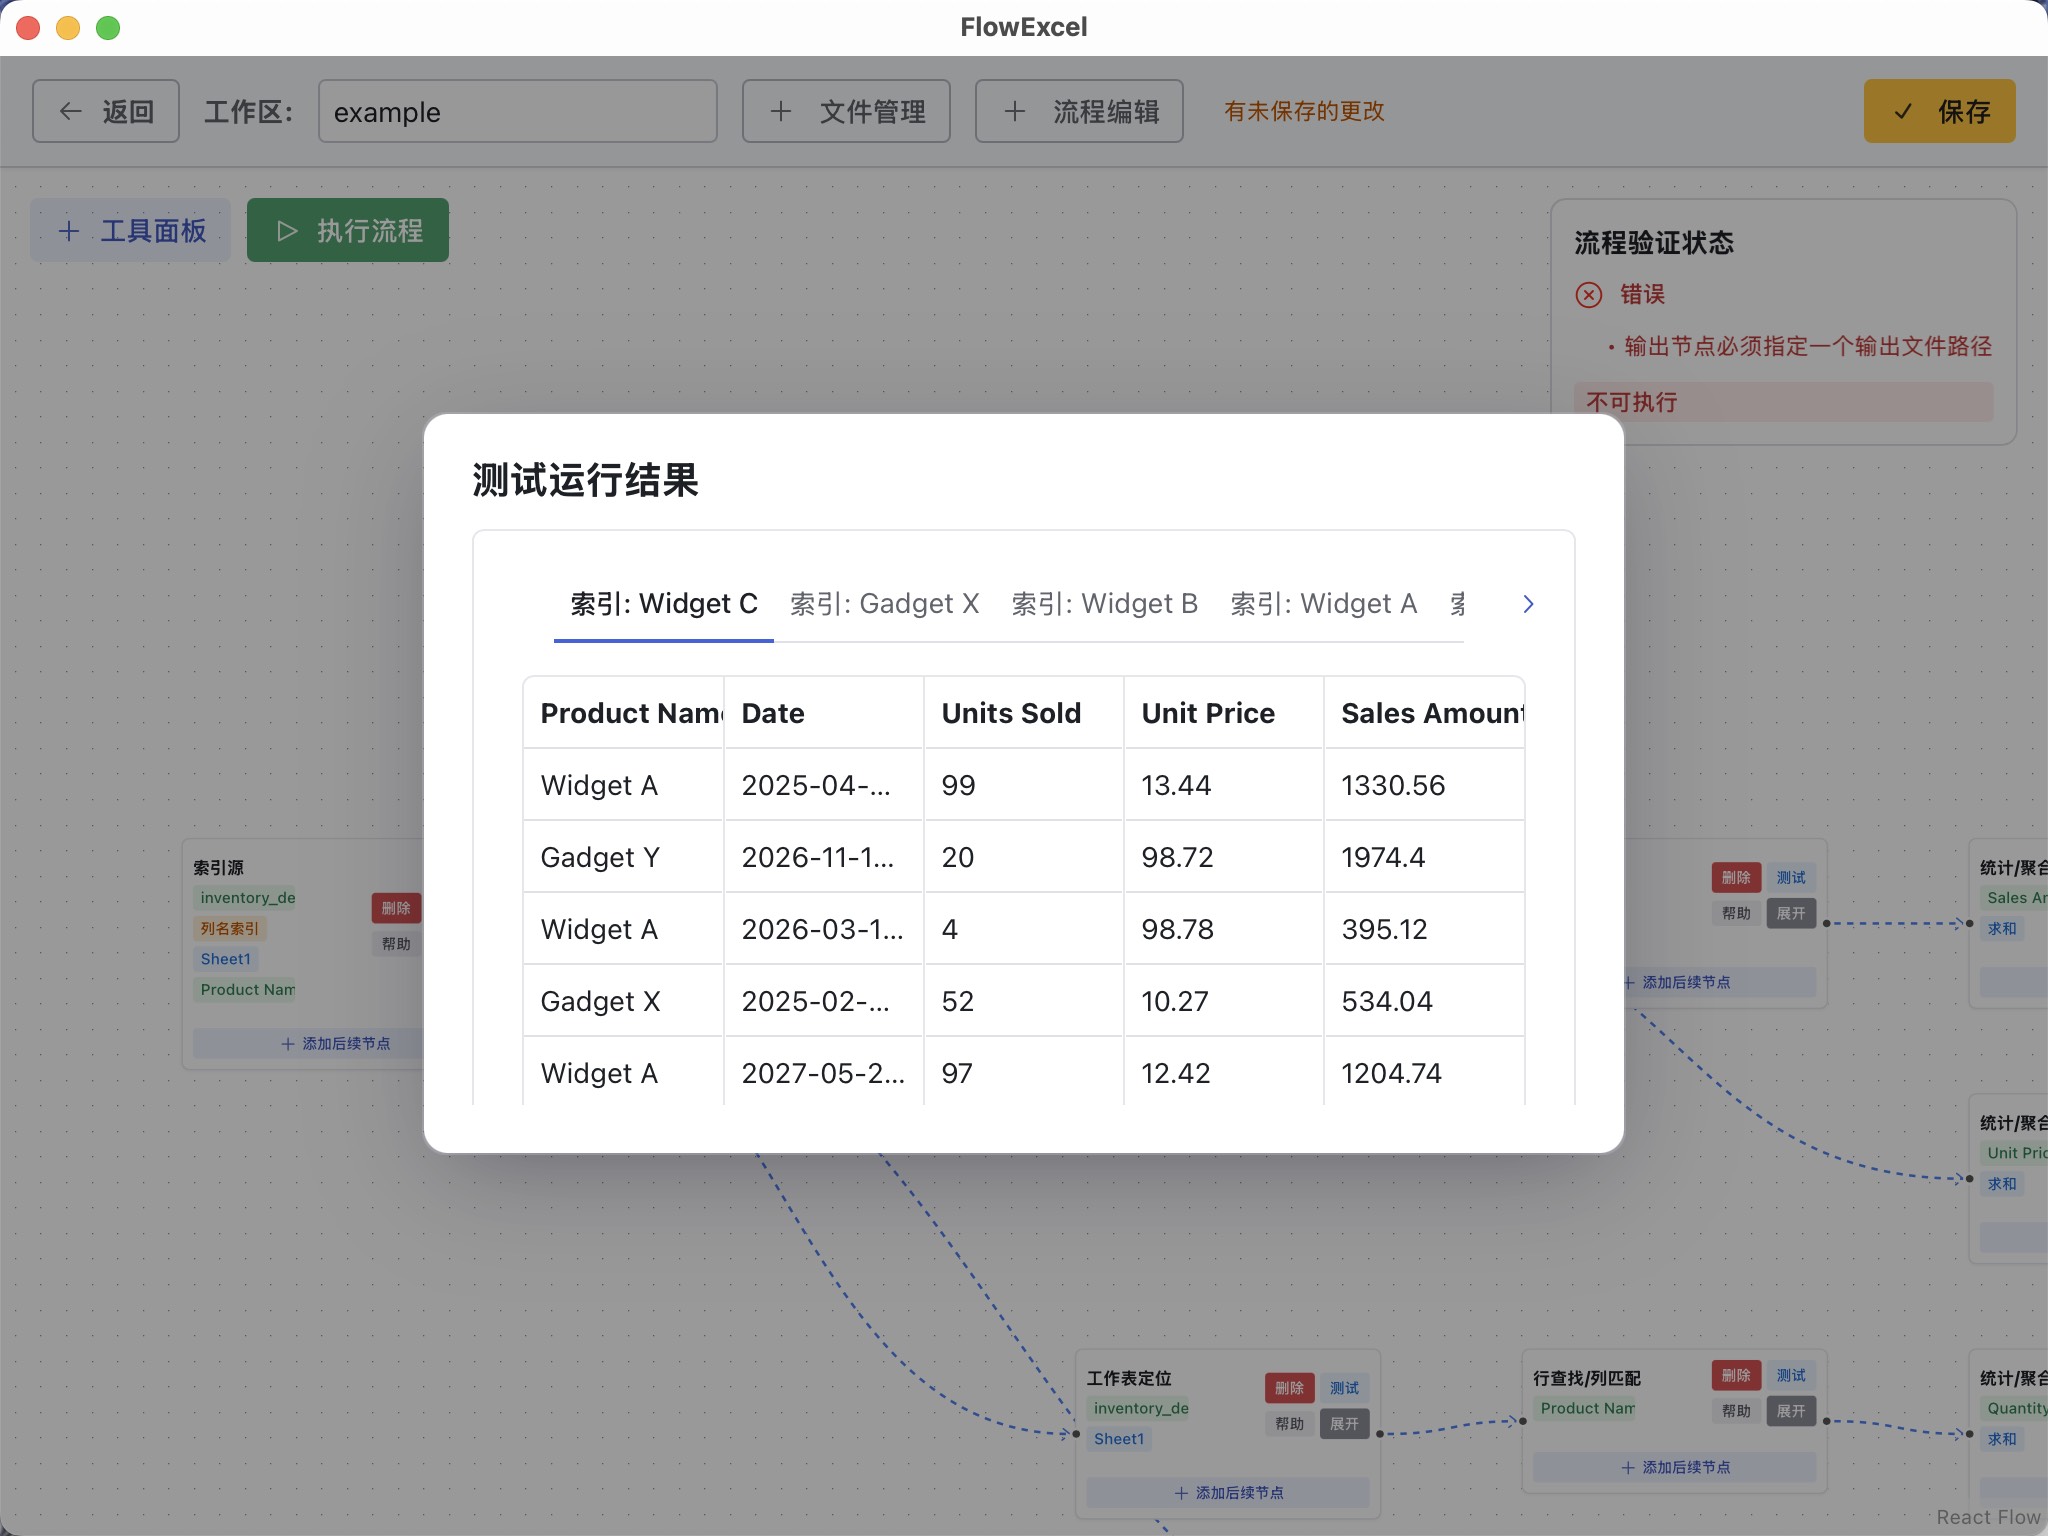 FlowExcel
返回 工作区: example 文件管理 流程编辑 有未保存的更改 保存
工具面板 执行流程
流程验证状态
错误
• 输出节点必须指定一个输出文件路径
不可执行
测试运行结果
索引: Widget C 索引: Gadget X 索引: Widget B 索引: Widget A
Product Name Date Units Sold Unit Price Sales Amount
Widget A 2025-04-... 99 13.44 1330.56
Gadget Y 2026-11-1... 20 98.72 1974.4
Widget A 2026-03-1... 4 98.78 395.12
Gadget X 2025-02-... 52 10.27 534.04
Widget A 2027-05-2... 97 12.42 1204.74
索引源
inventory_de
列名索引
Sheet1
Product Nam
删除
帮助
添加后续节点
删除 测试
帮助 展开
添加后续节点
统计/聚合
Sales Am
求和
统计/聚合
Unit Pric
求和
工作表定位
inventory_de
Sheet1
删除 测试
帮助 展开
添加后续节点
行查找/列匹配
Product Nam
删除 测试
帮助 展开
添加后续节点
统计/聚合
Quantity
求和
React Flow